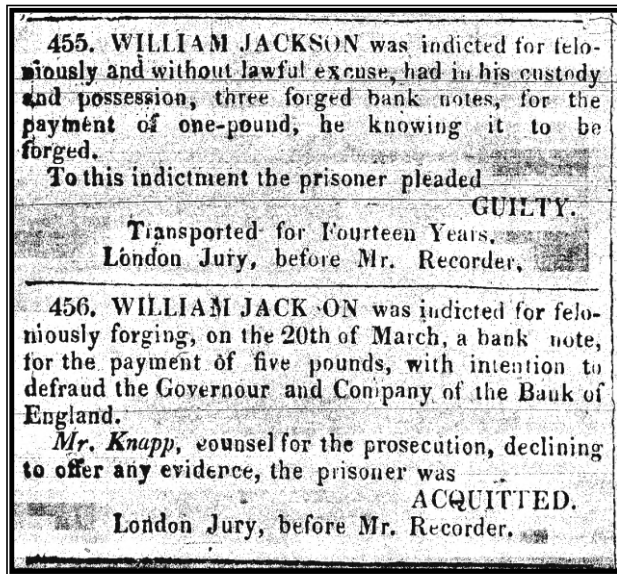 455. WILLIAM JACKSON was indicted for felo-
niously and without lawful excuse, had in his custody
and possession, three forged bank notes, for the
payment of one-pound, he knowing it to be
forged.
To this indictment the prisoner pleaded
GUILTY.
Transported for Fourteen Years.
London Jury, before Mr. Recorder.
456. WILLIAM JACK ON was indicted for felo-
niously forging, on the 20th of March, a bank note,
for the payment of five pounds, with intention to
defraud the Governour and Company of the Bank of
England.
Mr. Knapp, counsel for the prosecution, declining
to offer any evidence, the prisoner was
ACQUITTED.
London Jury, before Mr. Recorder.